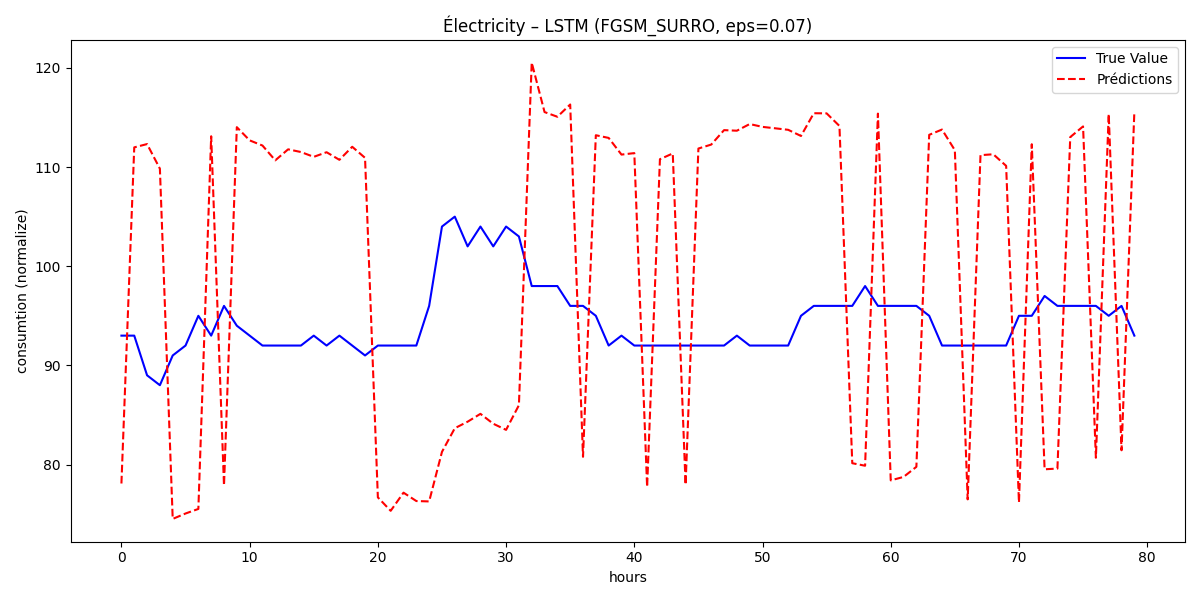 Électricity – LSTM (FGSM_SURRO, eps=0.07)
True Value
Prédictions
consumtion (normalize)
120
110
100
90
80
0 10 20 30 40 50 60 70 80
hours